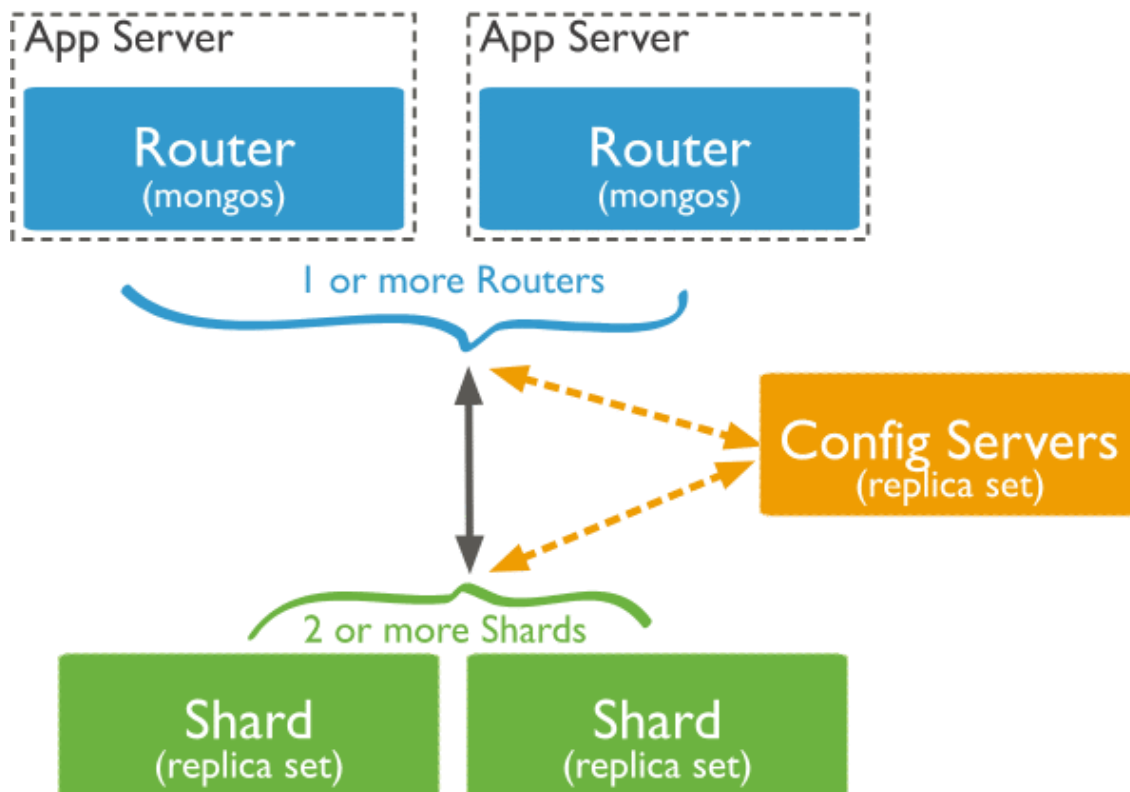 App Server
App Server
Router
(mongos)
Router
(mongos)
1 or more Routers
Config Servers
(replica set)
2 or more Shards
Shard
(replica set)
Shard
(replica set)